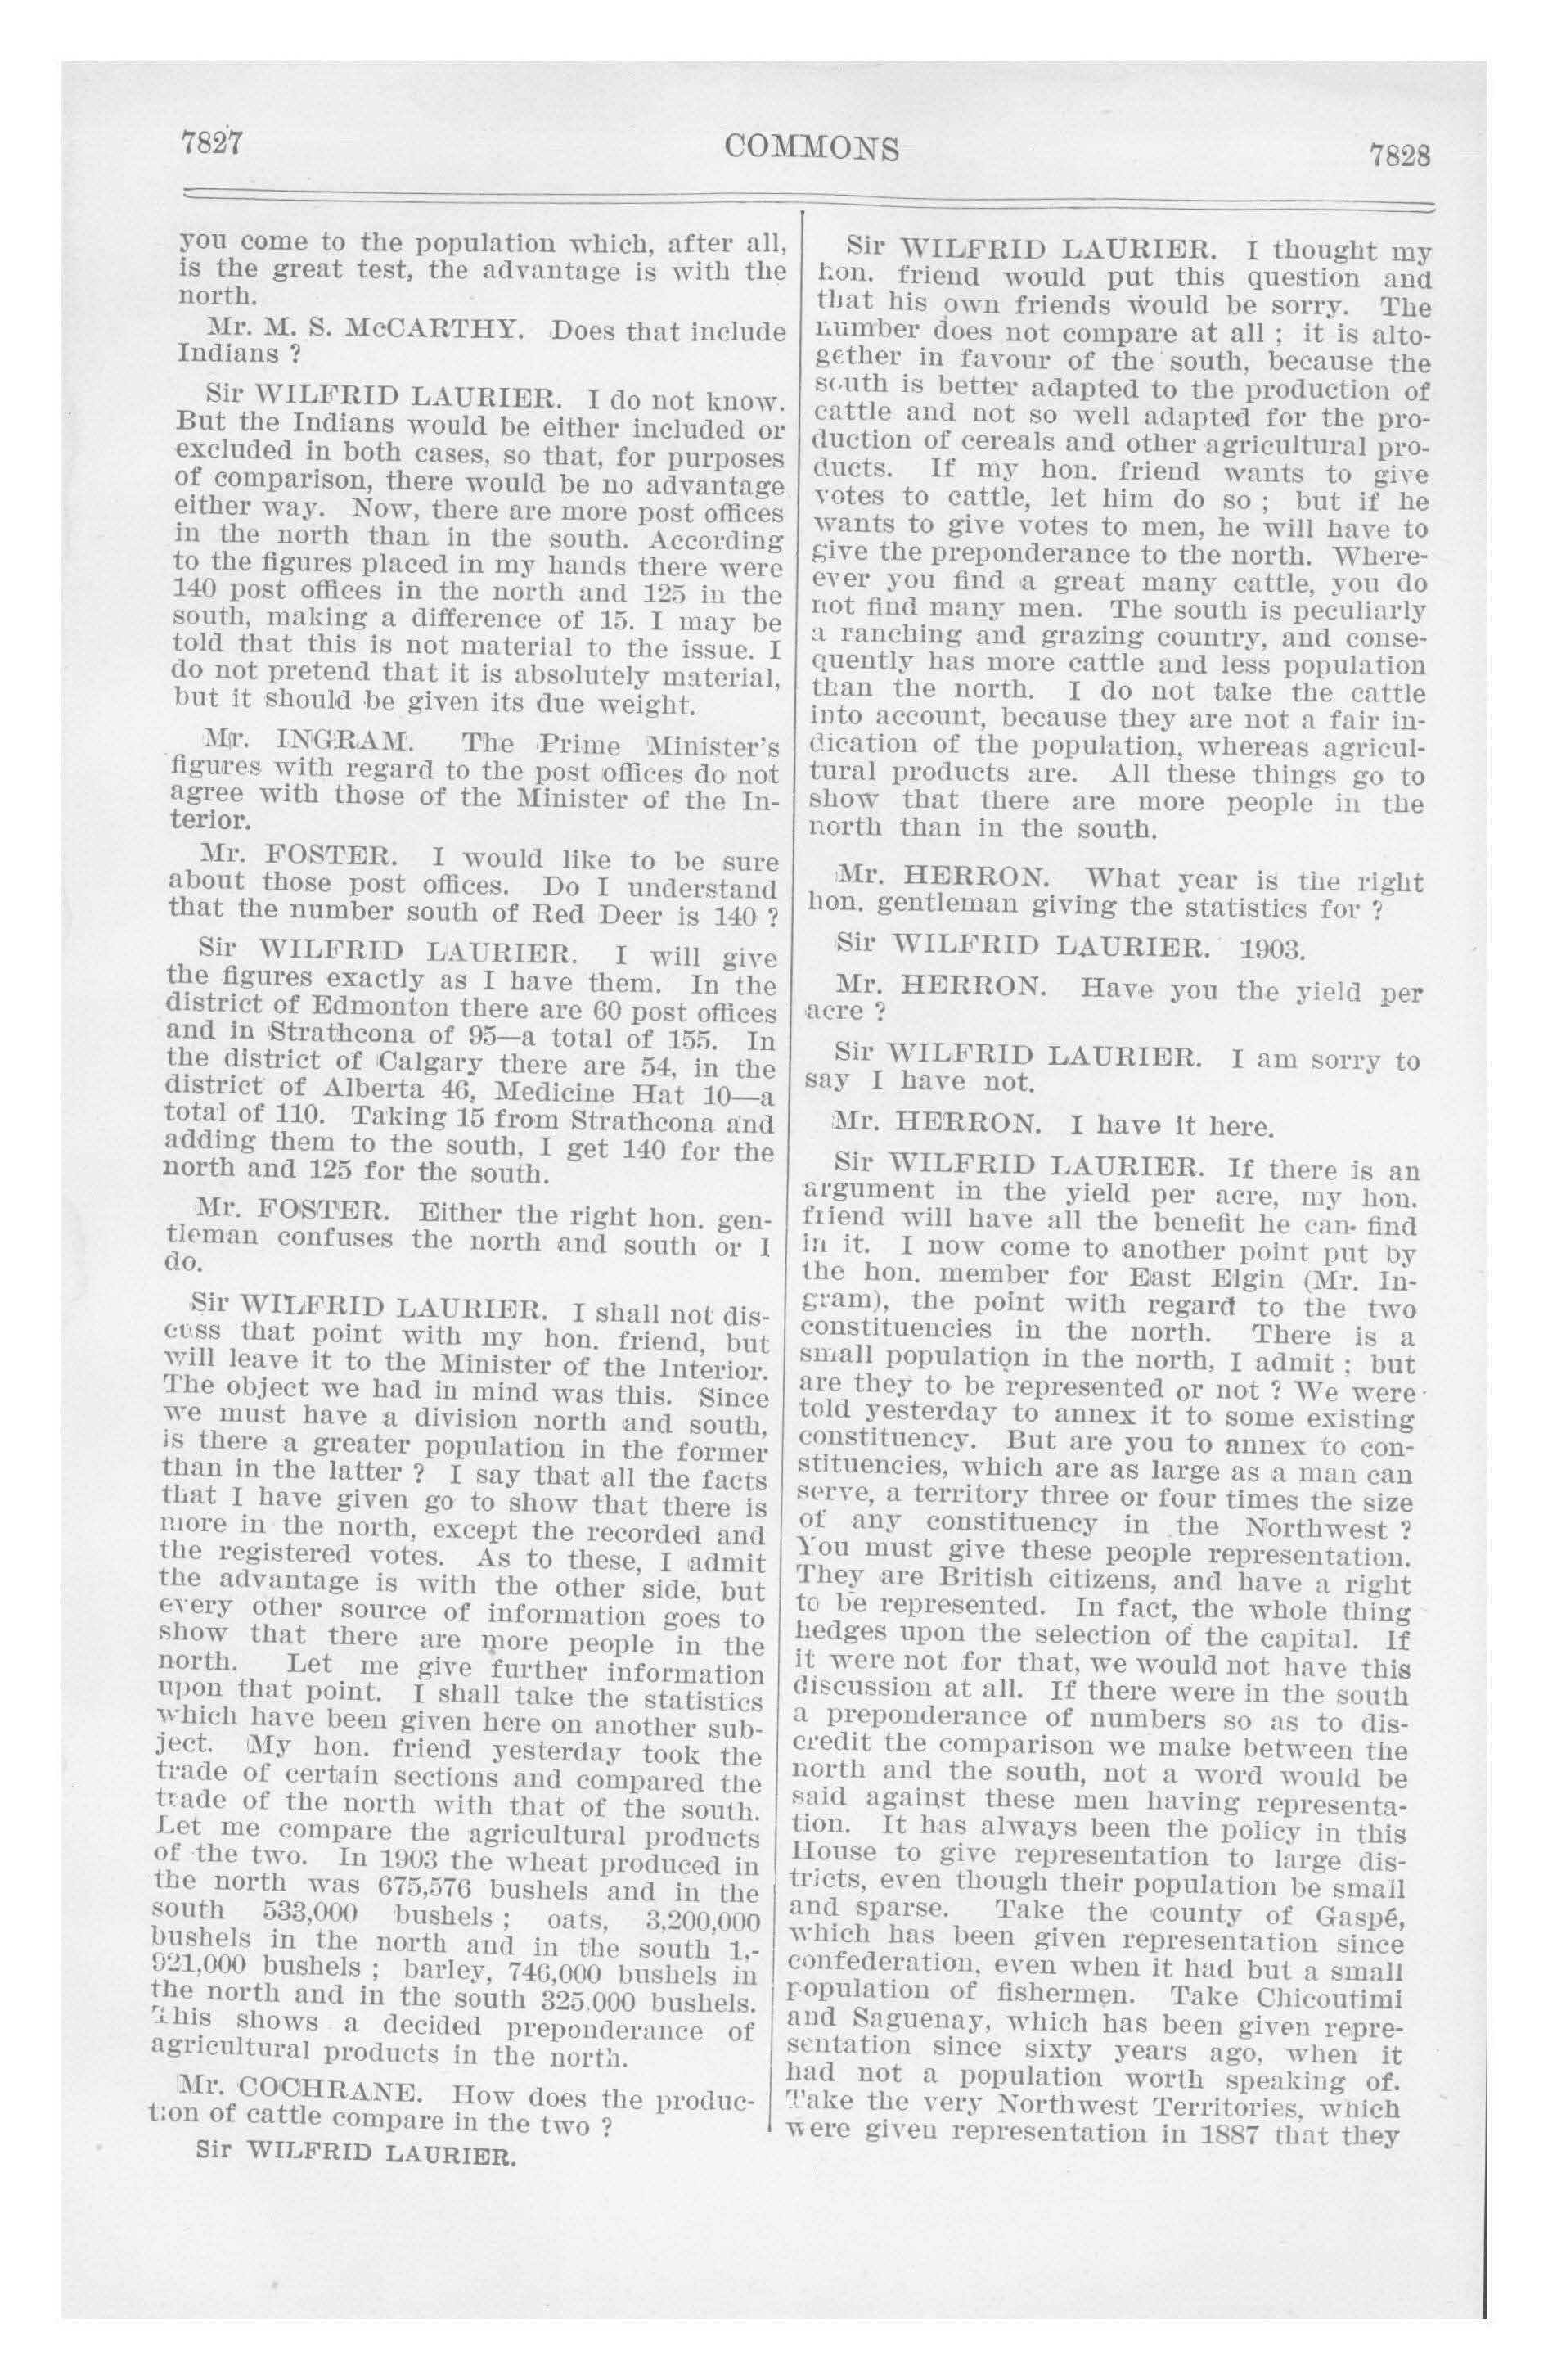 7827
COMMONS
7828
you come to the population which, after all,
is the great test, the advantage is with the
north.
Mr. M. S. McCARTHY. Does that include
Indians ?
Sir WILFRID LAURIER. I do not know.
But the Indians would be either included or
excluded in both cases, so that, for purposes
of comparison, there would be no advantage
either way. Now, there are more post offices
in the north than in the south. According
to the figures placed in my hands there were
140 post offices in the north and 125 in the
south, making a difference of 15. I may be
told that this is not material to the issue. I
do not pretend that it is absolutely material,
but it should be given its due weight.
Mr. INGRAM. The Prime Minister's
figures with regard to the post offices do not
agree with those of the Minister of the In-
terior.
Mr. FOSTER. I would like to be sure
about those post offices. Do I understand
that the number south of Red Deer is 140 ?
Sir WILFRID LAURIER. I will give
the figures exactly as I have them. In the
district of Edmonton there are 60 post offices
and in Strathcona of 95—a total of 155. In
the district of Calgary there are 54, in the
district of Alberta 46, Medicine Hat 10—a
total of 110. Taking 15 from Strathcona and
adding them to the south, I get 140 for the
north and 125 for the south.
Mr. FOSTER. Either the right hon. gen-
tleman confuses the north and south or I
do.
Sir WILFRID LAURIER. I shall not dis-
cuss that point with my hon. friend, but
will leave it to the Minister of the Interior.
The object we had in mind was this. Since
we must have a division north and south,
is there a greater population in the former
than in the latter ? I say that all the facts
that I have given go to show that there is
more in the north, except the recorded and
the registered votes. As to these, I admit
the advantage is with the other side, but
every other source of information goes to
show that there are more people in the
north. Let me give further information
upon that point. I shall take the statistics
which have been given here on another sub-
ject. My hon. friend yesterday took the
trade of certain sections and compared the
trade of the north with that of the south.
Let me compare the agricultural products
of the two. In 1903 the wheat produced in
the north was 675,576 bushels and in the
south 533,000 bushels ; oats, 3,200,000
bushels in the north and in the south 1,-
921,000 bushels ; barley, 746,000 bushels in
the north and in the south 325,000 bushels.
This shows a decided preponderance of
agricultural products in the north.
Mr. COCHRANE. How does the produc-
tion of cattle compare in the two ?
Sir WILFRID LAURIER.
Sir WILFRID LAURIER. I thought my
hon. friend would put this question and
that his own friends would be sorry. The
number does not compare at all ; it is alto-
gether in favour of the south, because the
south is better adapted to the production of
cattle and not so well adapted for the pro-
duction of cereals and other agricultural pro-
ducts. If my hon. friend wants to give
votes to cattle, let him do so ; but if he
wants to give votes to men, he will have to
give the preponderance to the north. Where-
ever you find a great many cattle, you do
not find many men. The south is peculiarly
a ranching and grazing country, and conse-
quently has more cattle and less population
than the north. I do not take the cattle
into account, because they are not a fair in-
dication of the population, whereas agricul-
tural products are. All these things go to
show that there are more people in the
north than in the south.
Mr. HERRON. What year is the right
hon. gentleman giving the statistics for ?
Sir WILFRID LAURIER. 1903.
Mr. HERRON. Have you the yield per
acre ?
Sir WILFRID LAURIER. I am sorry to
say I have not.
Mr. HERRON. I have it here.
Sir WILFRID LAURIER. If there is an
argument in the yield per acre, my hon.
friend will have all the benefit he can find
in it. I now come to another point put by
the hon. member for East Elgin (Mr. In-
gram), the point with regard to the two
constituencies in the north. There is a
small population in the north, I admit ; but
are they to be represented or not ? We were
told yesterday to annex it to some existing
constituency. But are you to annex to con-
stituencies, which are as large as a man can
serve, a territory three or four times the size
of any constituency in the Northwest ?
You must give these people representation.
They are British citizens, and have a right
to be represented. In fact, the whole thing
hedges upon the selection of the capital. If
it were not for that, we would not have this
discussion at all. If there were in the south
a preponderance of numbers so as to dis-
credit the comparison we make between the
north and the south, not a word would be
said against these men having representa-
tion. It has always been the policy in this
House to give representation to large dis-
tricts, even though their population be small
and sparse. Take the county of Gaspé,
which has been given representation since
confederation, even when it had but a small
population of fishermen. Take Chicoutimi
and Saguenay, which has been given repre-
sentation since sixty years ago, when it
had not a population worth speaking of.
Take the very Northwest Territories, which
were given representation in 1887 that they